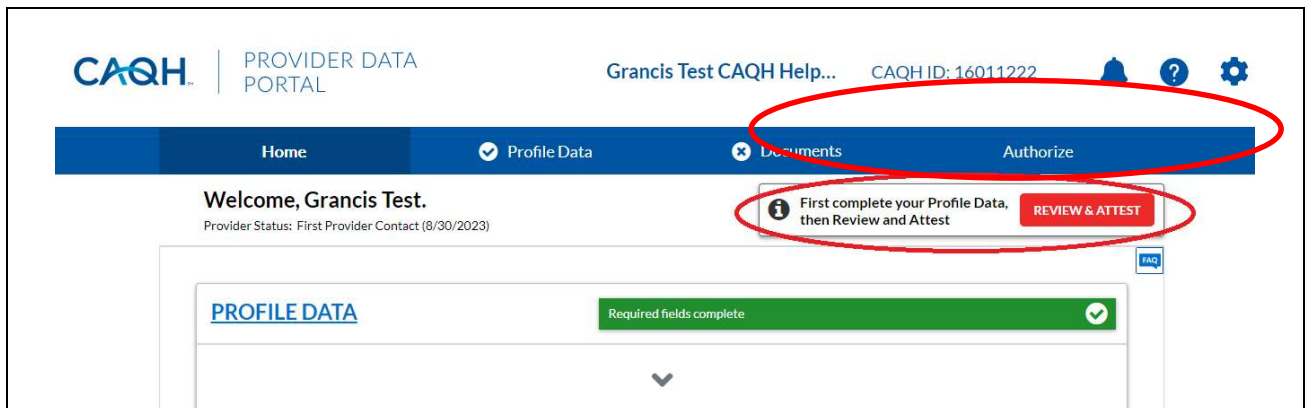 CAQH
PROVIDER DATA
PORTAL
Grancis Test CAQH Help...
CAQH ID: 16011222
?
Home
Profile Data
Documents
Authorize
Welcome, Grancis Test.
Provider Status: First Provider Contact (8/30/2023)
First complete your Profile Data,
then Review and Attest
REVIEW & ATTEST
FAQ
PROFILE DATA
Required fields complete